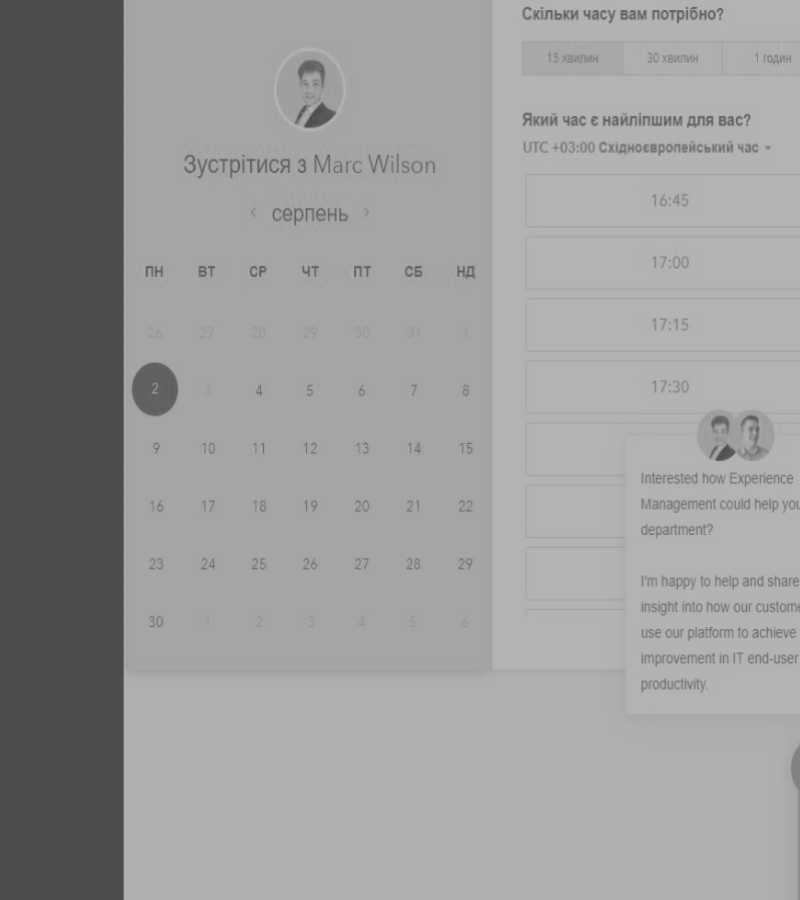 Зустрітися з Marc Wilson
‹ серпень ›
ПН ВТ СР ЧТ ПТ СБ НД
26 27 28 29 30 31 1
2 3 4 5 6 7 8
9 10 11 12 13 14 15
16 17 18 19 20 21 22
23 24 25 26 27 28 29
30 1 2 3 4 5 6
Скільки часу вам потрібно?
15 хвилин 30 хвилин 1 годин
Який час є найліпшим для вас?
UTC +03:00 Східноєвропейський час
16:45
17:00
17:15
17:30
Interested how Experience
Management could help you
department?
I'm happy to help and share
insight into how our custome
use our platform to achieve
improvement in IT end-user
productivity.